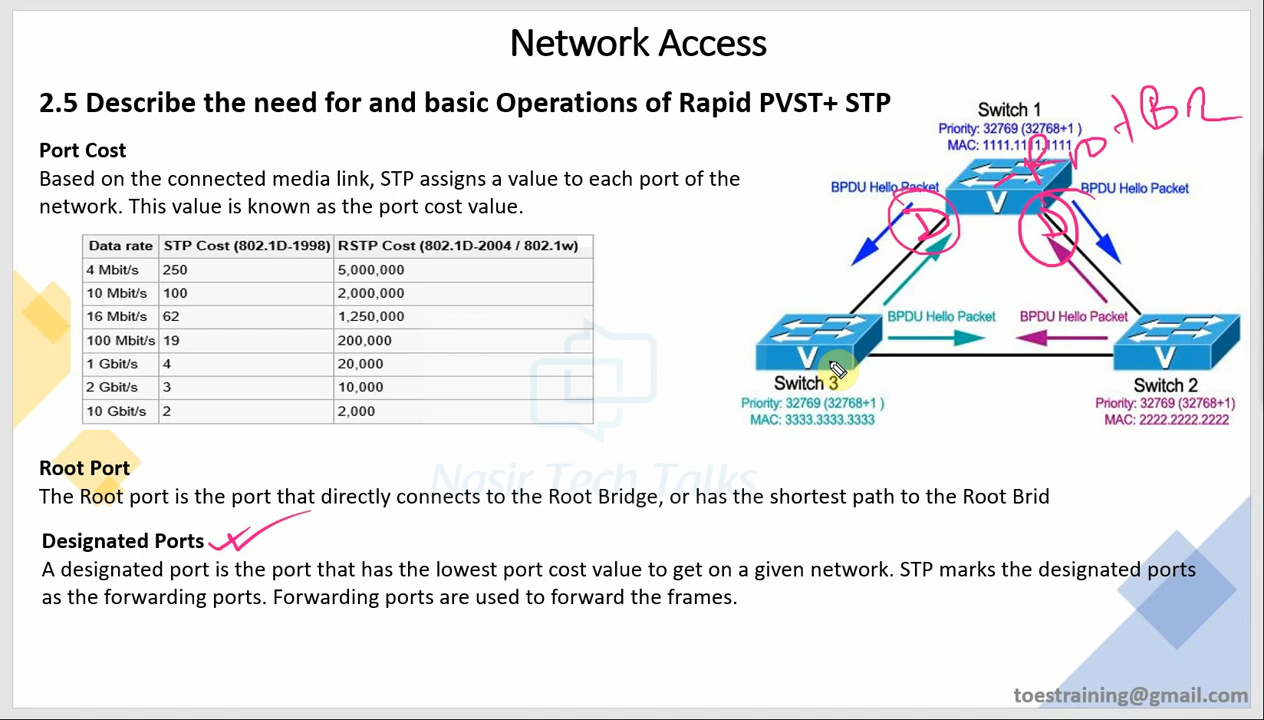 Network Access
2.5 Describe the need for and basic Operations of Rapid PVST+ STP
Port Cost
Based on the connected media link, STP assigns a value to each port of the
network. This value is known as the port cost value.
Data rate STP Cost (802.1D-1998) RSTP Cost (802.1D-2004 / 802.1w)
4 Mbit/s 250 5,000,000
10 Mbit/s 100 2,000,000
16 Mbit/s 62 1,250,000
100 Mbit/s 19 200,000
1 Gbit/s 4 20,000
2 Gbit/s 3 10,000
10 Gbit/s 2 2,000
Switch 1
Priority: 32769 (32768+1 )
MAC: 1111.1111.1111
Root BR
BPDU Hello Packet
BPDU Hello Packet
V
D
D
BPDU Hello Packet
BPDU Hello Packet
V
V
Switch 3
Priority: 32769 (32768+1 )
MAC: 3333.3333.3333
Switch 2
Priority: 32769 (32768+1)
MAC: 2222.2222.2222
Nasir Tech Talks
Root Port
The Root port is the port that directly connects to the Root Bridge, or has the shortest path to the Root Brid
Designated Ports
A designated port is the port that has the lowest port cost value to get on a given network. STP marks the designated ports
as the forwarding ports. Forwarding ports are used to forward the frames.
toestraining@gmail.com